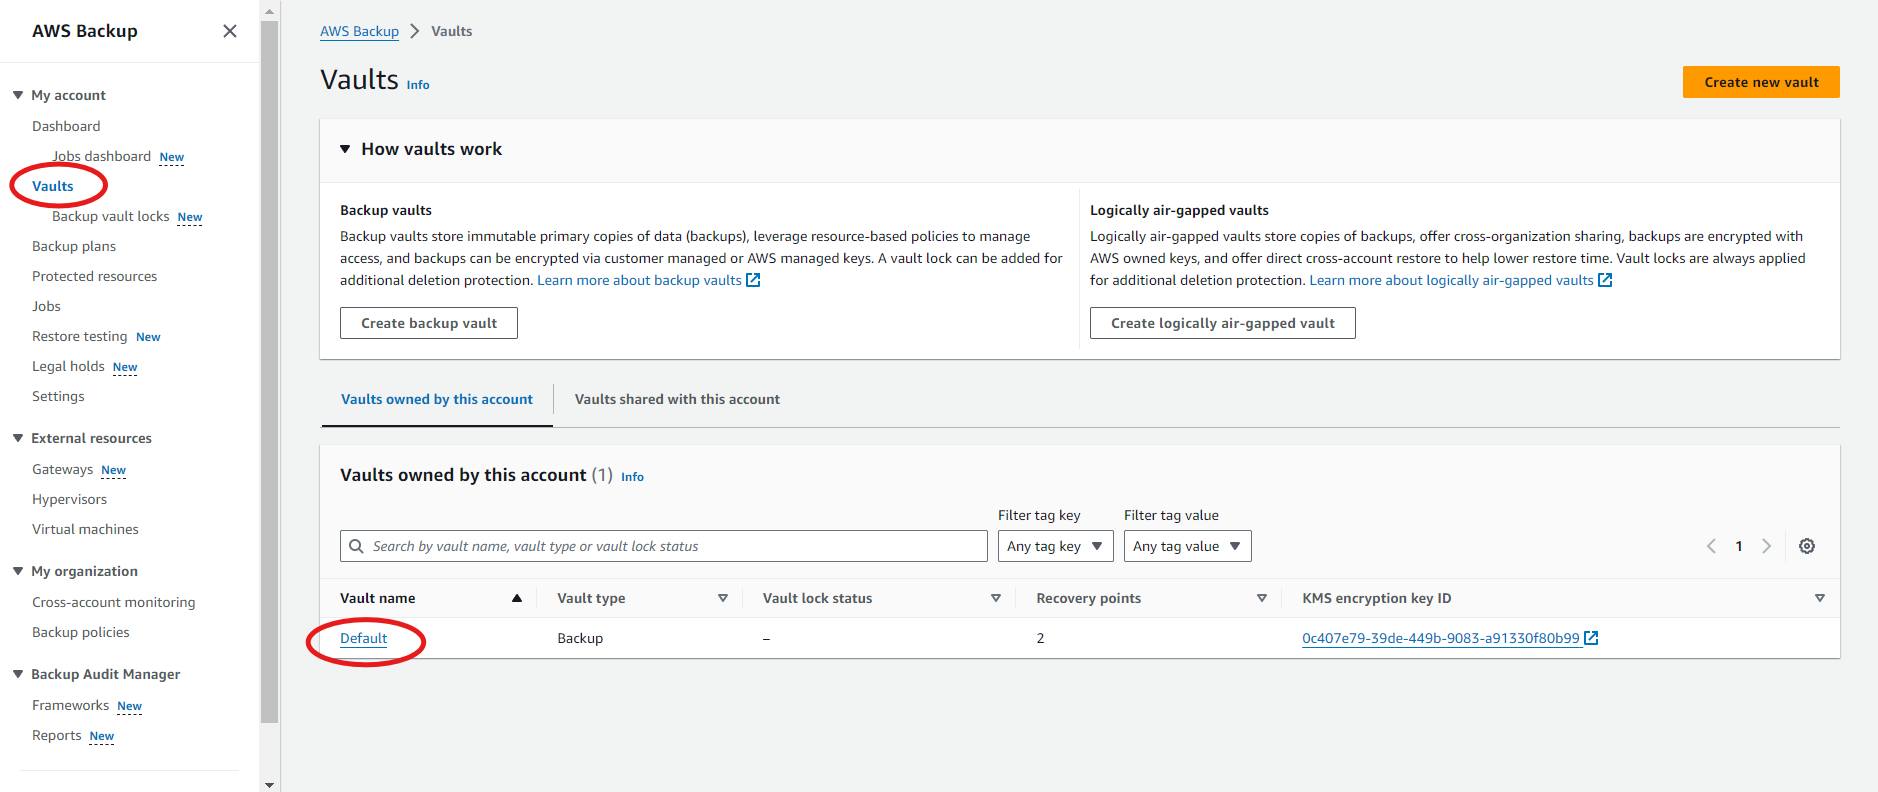 AWS Backup
My account
Dashboard
Jobs dashboard New
Vaults
Backup vault locks New
Backup plans
Protected resources
Jobs
Restore testing New
Legal holds New
Settings
External resources
Gateways New
Hypervisors
Virtual machines
My organization
Cross-account monitoring
Backup policies
Backup Audit Manager
Frameworks New
Reports New
AWS Backup > Vaults
Vaults Info
Create new vault
How vaults work
Backup vaults
Backup vaults store immutable primary copies of data (backups), leverage resource-based policies to manage
access, and backups can be encrypted via customer managed or AWS managed keys. A vault lock can be added for
additional deletion protection. Learn more about backup vaults
Create backup vault
Logically air-gapped vaults
Logically air-gapped vaults store copies of backups, offer cross-organization sharing, backups are encrypted with
AWS owned keys, and offer direct cross-account restore to help lower restore time. Vault locks are always applied
for additional deletion protection. Learn more about logically air-gapped vaults
Create logically air-gapped vault
Vaults owned by this account Vaults shared with this account
Vaults owned by this account (1) Info
Filter tag key Filter tag value
Search by vault name, vault type or vault lock status Any tag key Any tag value 1
Vault name Vault type Vault lock status Recovery points KMS encryption key ID
Default Backup – 2 0c407e79-39de-449b-9083-a91330f80b99